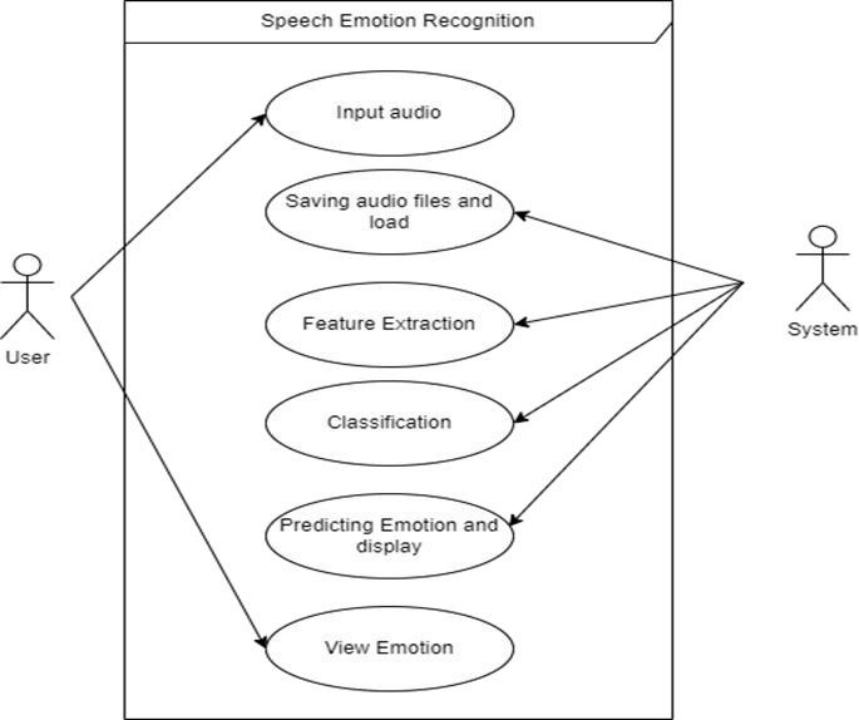 Speech Emotion Recognition
Input audio
Saving audio files and
load
Feature Extraction
Classification
Predicting Emotion and
display
View Emotion
User
System